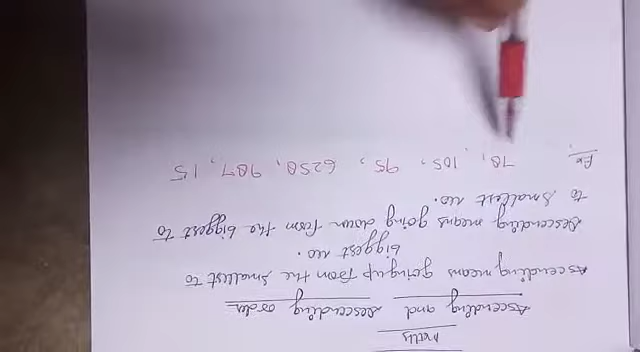 Maths
Ascending and Descending order
Ascending means going up from the smallest to
biggest no.
Descending means going down from the biggest to
to smallest no.
Ex. 78, 105, 95, 6250, 987, 15